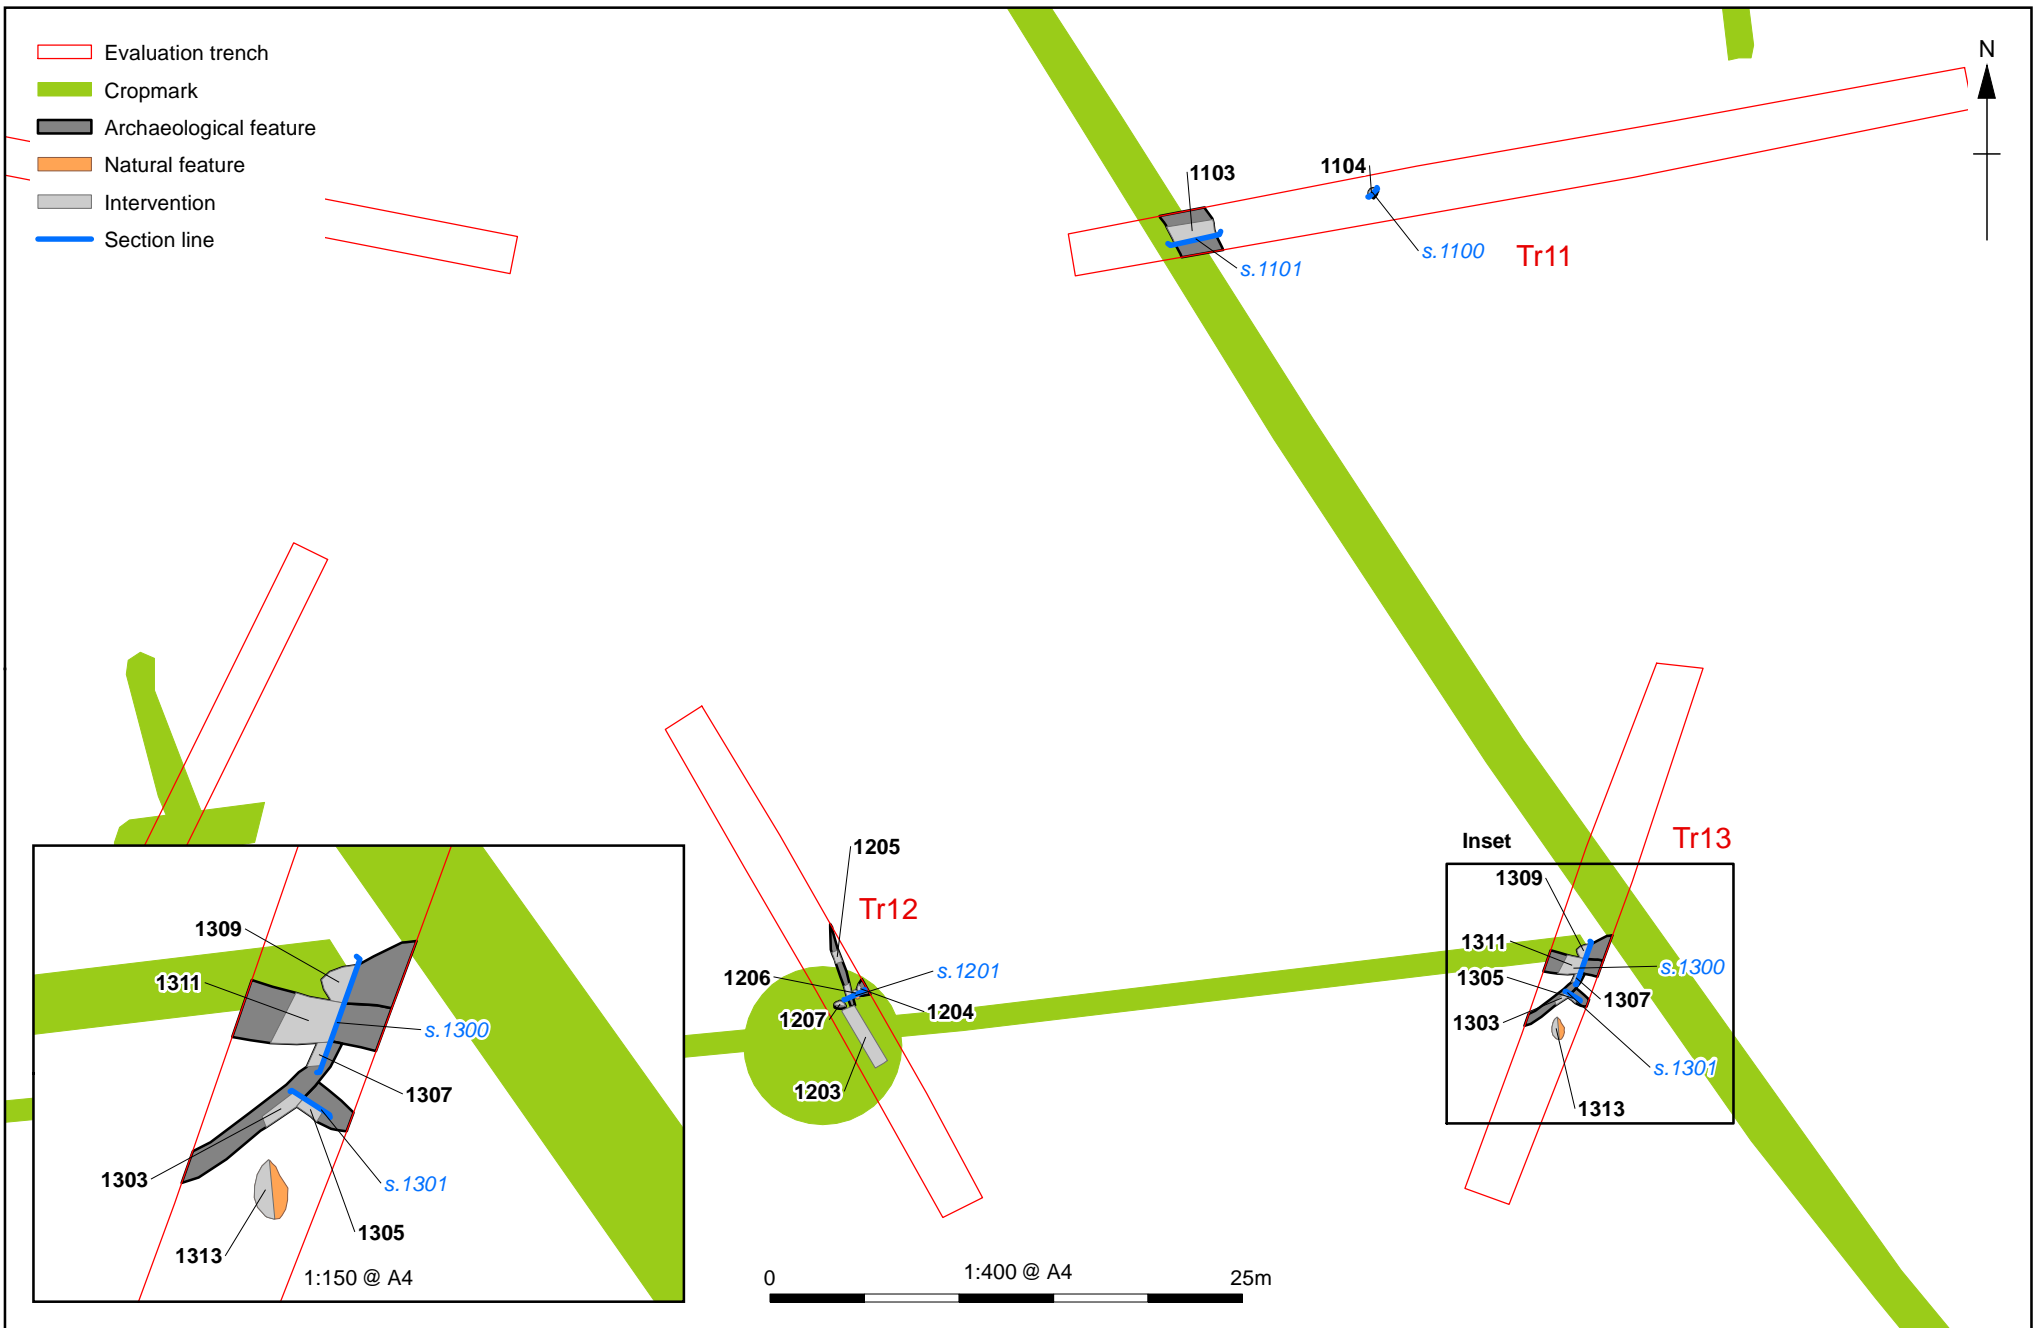 Evaluation trench
Cropmark
Archaeological feature
Natural feature
Intervention
Section line
N
1103
1104
s.1101
s.1100
Tr11
1205
Tr12
1206
s.1201
1207
1204
1203
Inset
Tr13
1309
1311
s.1300
1305
1307
1303
s.1301
1313
1309
1311
s.1300
1307
1303
s.1301
1305
1313
1:150 @ A4
0
1:400 @ A4
25m